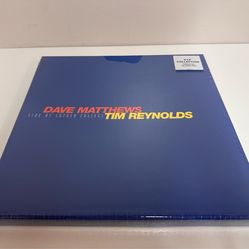 DAVE MATTHEWS
LIVE AT LUTHER COLLEGE
TIM REYNOLDS